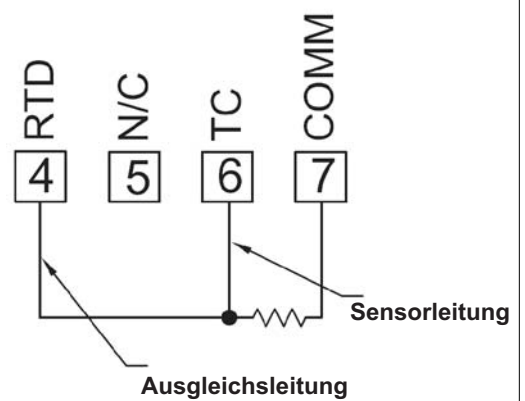 RTD N/C TC COMM
4 5 6 7
Sensorleitung
Ausgleichsleitung